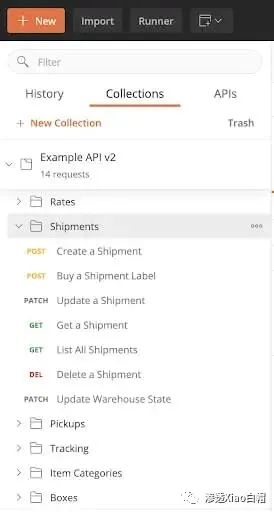 + New Import Runner
Filter
History Collections APIs
+ New Collection Trash
Example API v2
14 requests
Rates
Shipments
POST Create a Shipment
POST Buy a Shipment Label
PATCH Update a Shipment
GET Get a Shipment
GET List All Shipments
DEL Delete a Shipment
PATCH Update Warehouse State
Pickups
Tracking
Item Categories
Boxes
渗透Xiao白帽